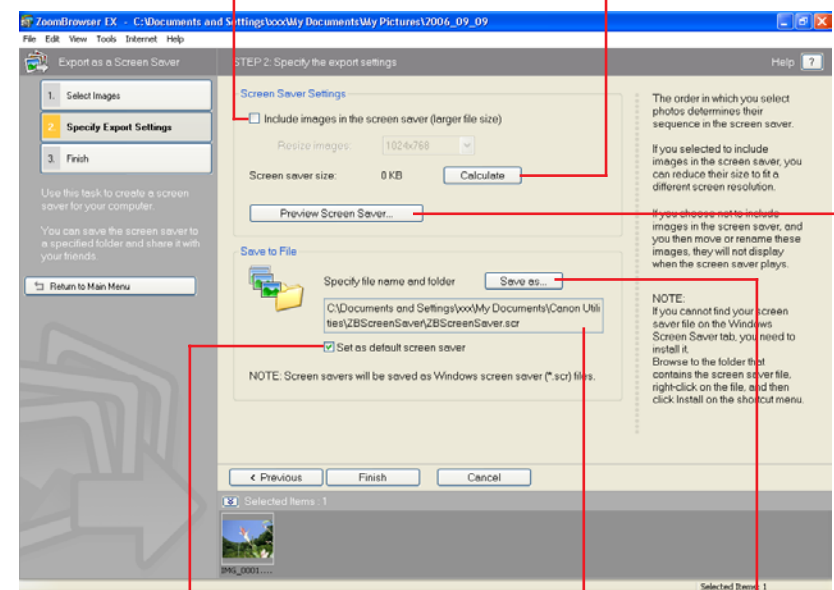 ZoomBrowser EX - C:\Documents and Settings\xxx\My Documents\My Pictures\2006_09_09
File Edit View Tools Internet Help
Export as a Screen Saver
STEP 2: Specify the export settings
Help ?
1. Select Images
2. Specify Export Settings
3. Finish
Use this task to create a screen
saver for your computer.
You can save the screen saver to
a specified folder and share it with
your friends.
Return to Main Menu
Screen Saver Settings
Include images in the screen saver (larger file size)
Resize images: 1024x768
Screen saver size: 0 KB Calculate
Preview Screen Saver...
Save to File
Specify file name and folder Save as...
C:\Documents and Settings\xxx\My Documents\Canon Utili
ties\ZBScreenSaver\ZBScreenSaver.scr
Set as default screen saver
NOTE: Screen savers will be saved as Windows screen saver (*.scr) files.
The order in which you select
photos determines their
sequence in the screen saver.
If you selected to include
images in the screen saver, you
can reduce their size to fit a
different screen resolution.
If you choose not to include
images in the screen saver, and
you then move or rename these
images, they will not display
when the screen saver plays.
NOTE:
If you cannot find your screen
saver file on the Windows
Screen Saver tab, you need to
install it.
Browse to the folder that
contains the screen saver file,
right-click on the file, and then
click Install on the shortcut menu.
< Previous Finish Cancel
Selected Items : 1
IMG_0001....
Selected Items: 1